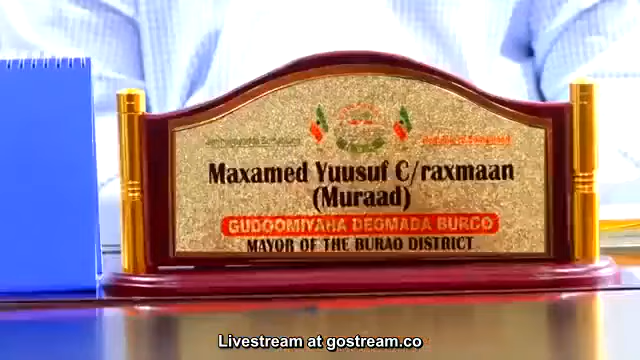 Maxamed Yuusuf C/raxmaan
(Muraad)
GUDOOMIYAHA DEGMADA BURCO
MAYOR OF THE BURAO DISTRICT
Livestream at gostream.co